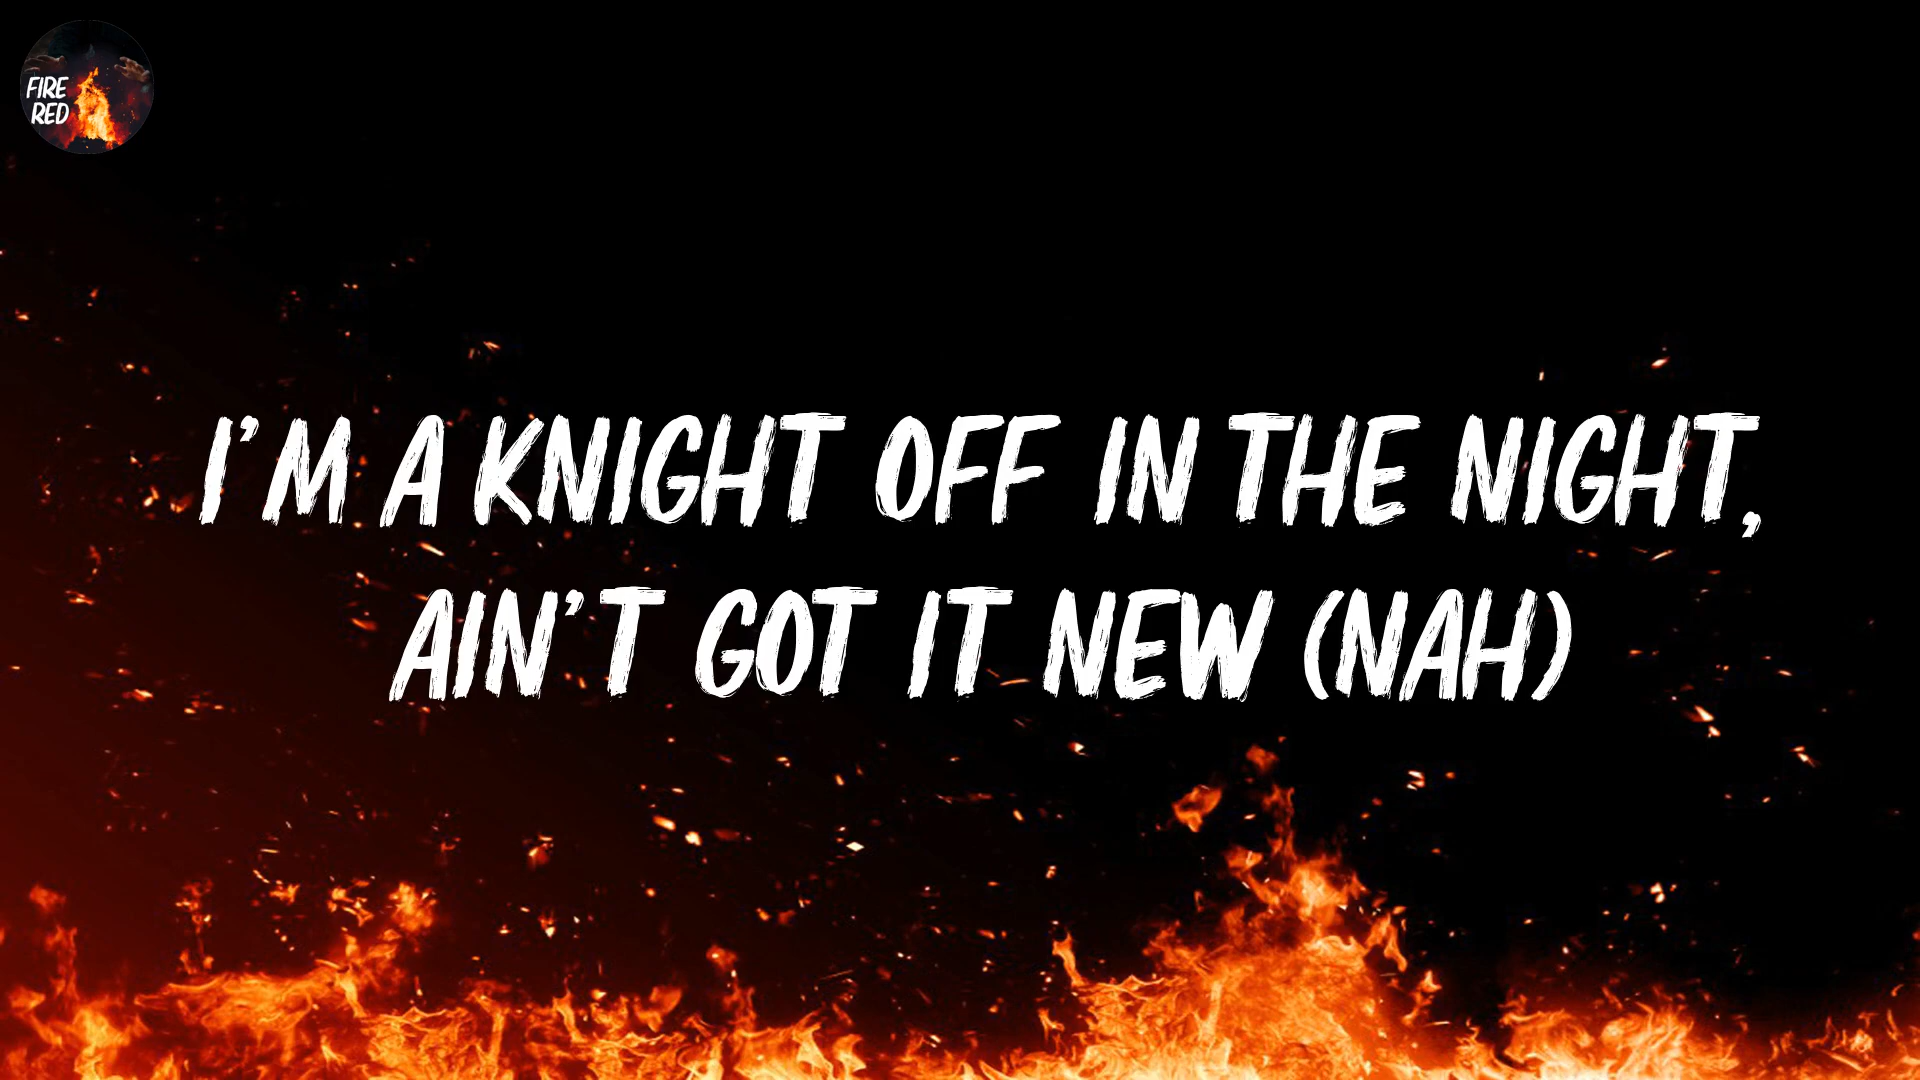 FIRE
RED
I'M A KNIGHT OFF IN THE NIGHT,
AIN'T GOT IT NEW (NAH)